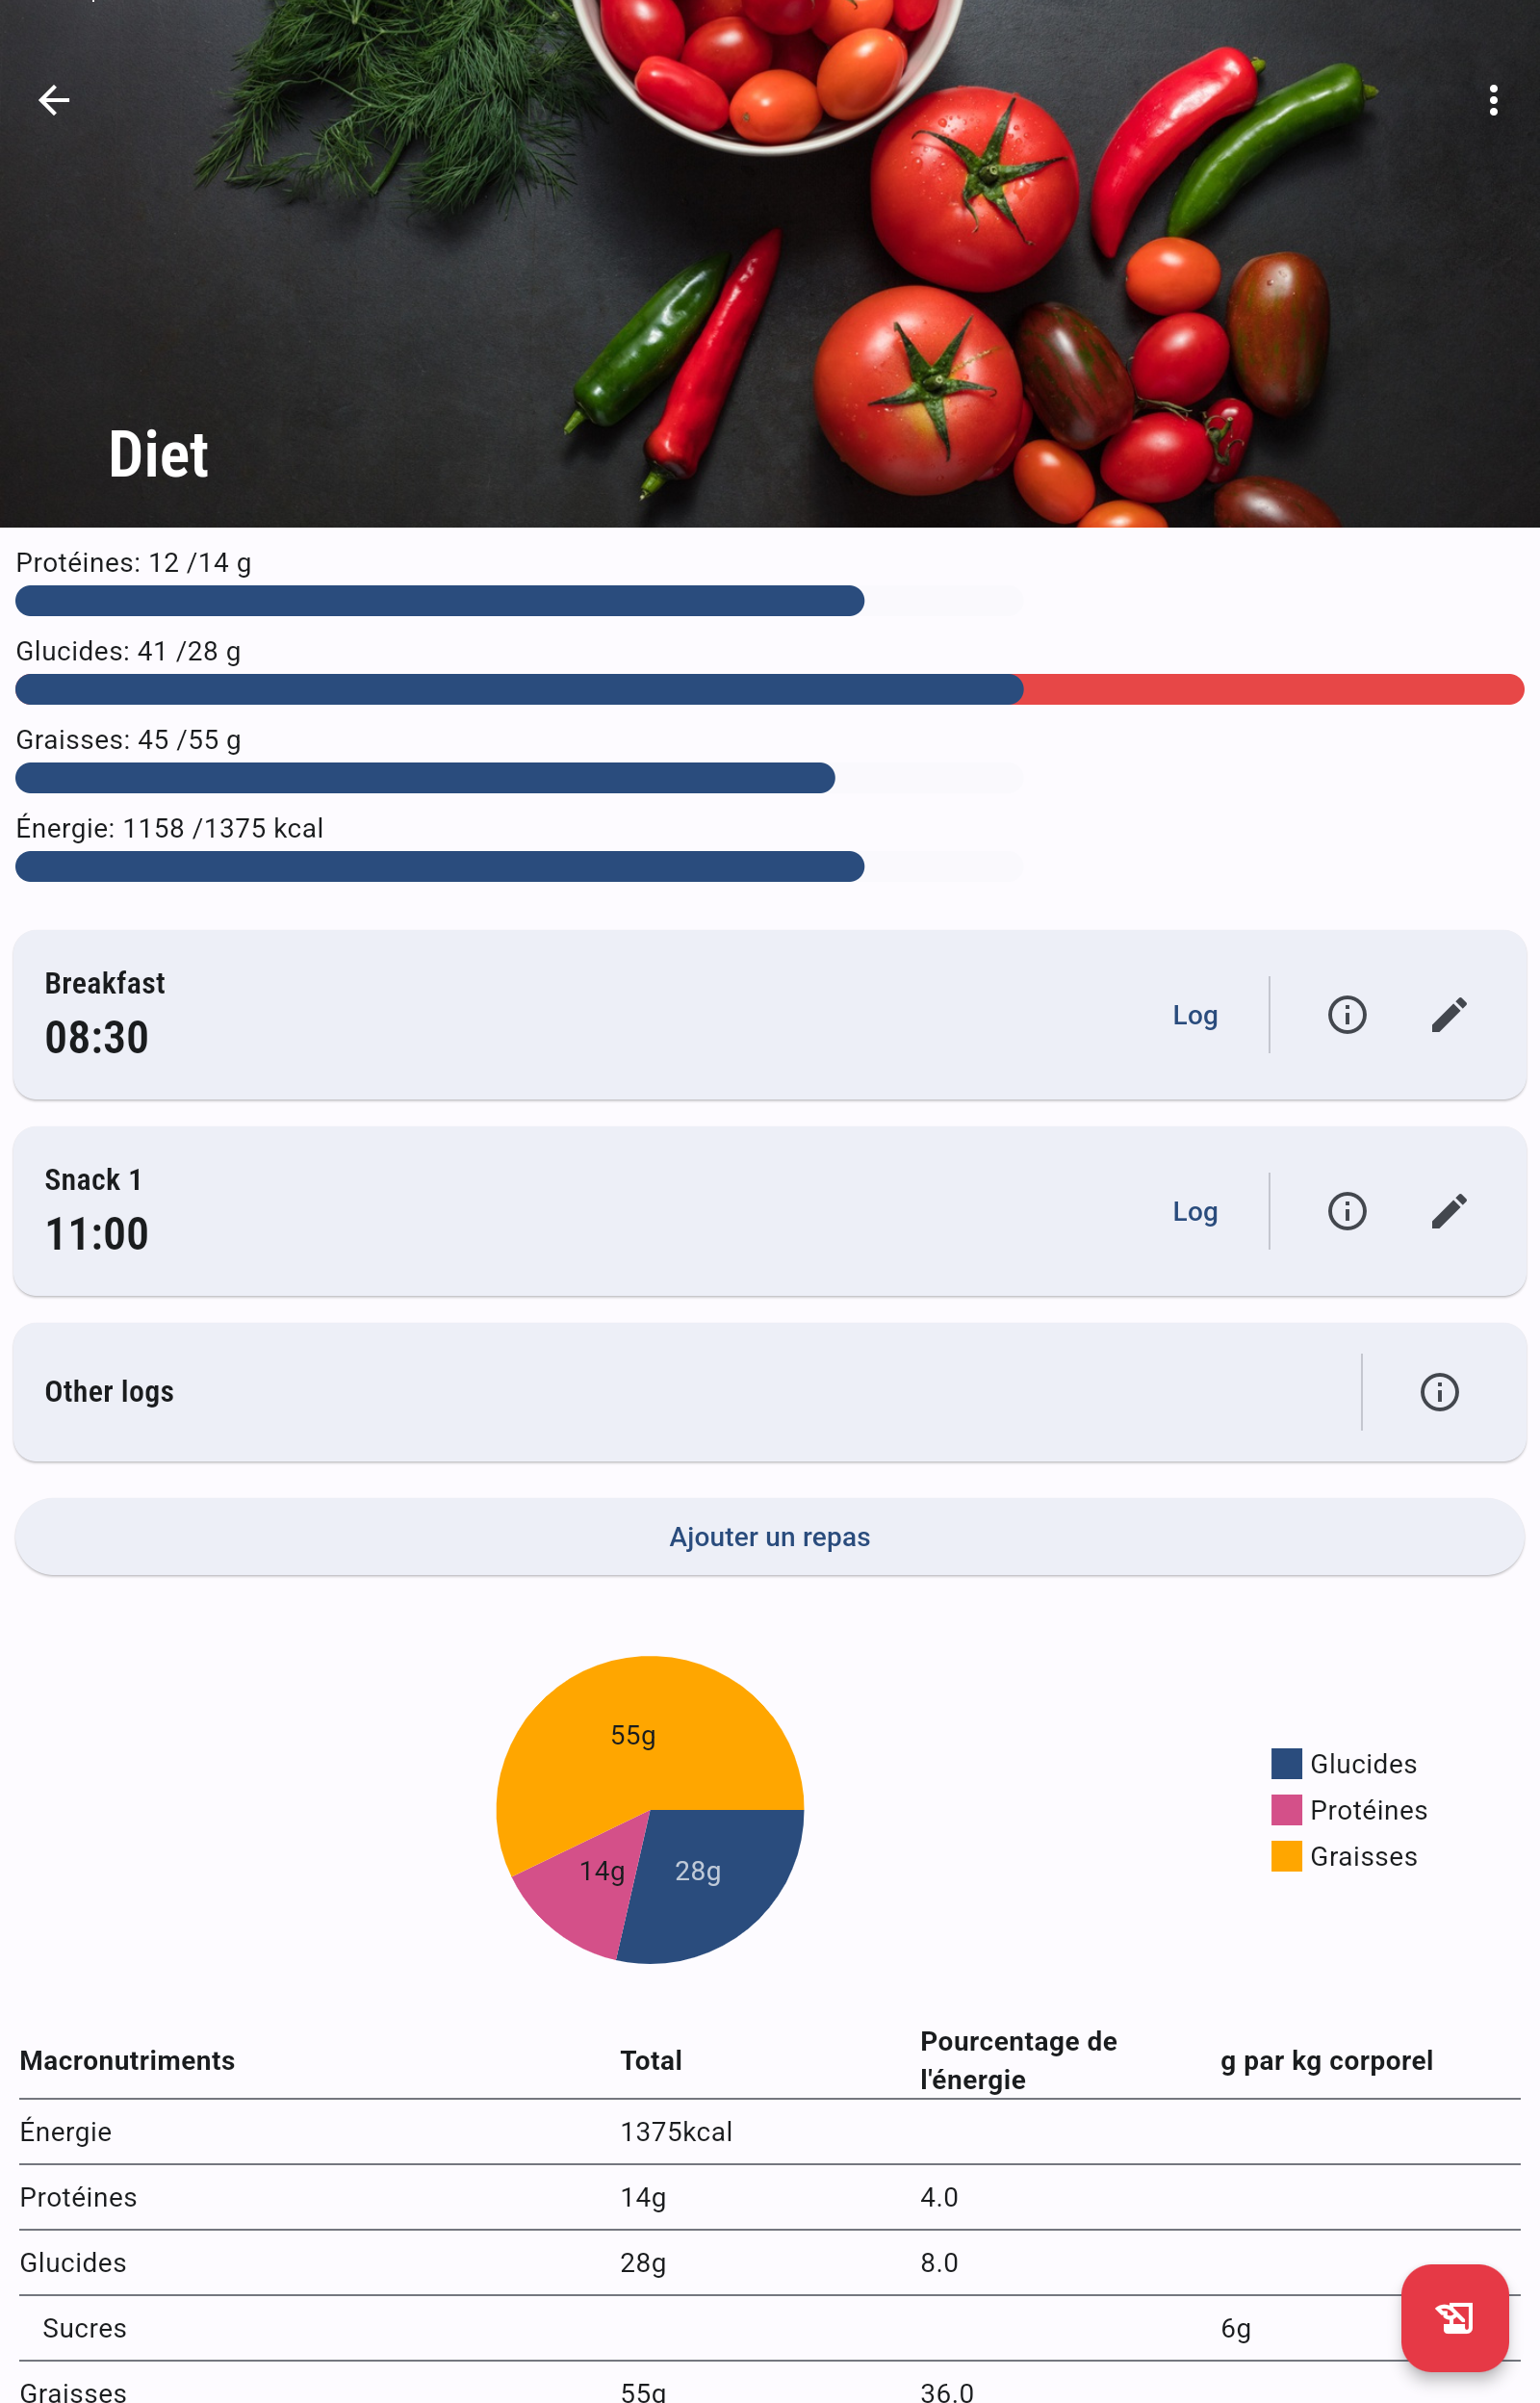 Diet
Protéines: 12 /14 g
Glucides: 41 /28 g
Graisses: 45 /55 g
Énergie: 1158 /1375 kcal
Breakfast
08:30
Log
Snack 1
11:00
Log
Other logs
Ajouter un repas
55g
14g
28g
Glucides
Protéines
Graisses
Macronutriments Total Pourcentage de l'énergie g par kg corporel
Énergie 1375kcal
Protéines 14g 4.0
Glucides 28g 8.0
Sucres 6g
Graisses 55g 36.0